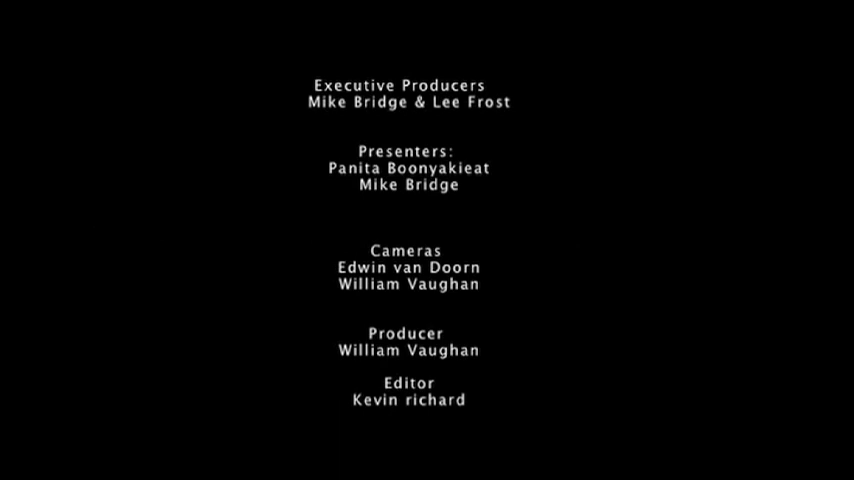 Executive Producers
Mike Bridge & Lee Frost
Presenters:
Panita Boonyakieat
Mike Bridge
Cameras
Edwin van Doorn
William Vaughan
Producer
William Vaughan
Editor
Kevin richard